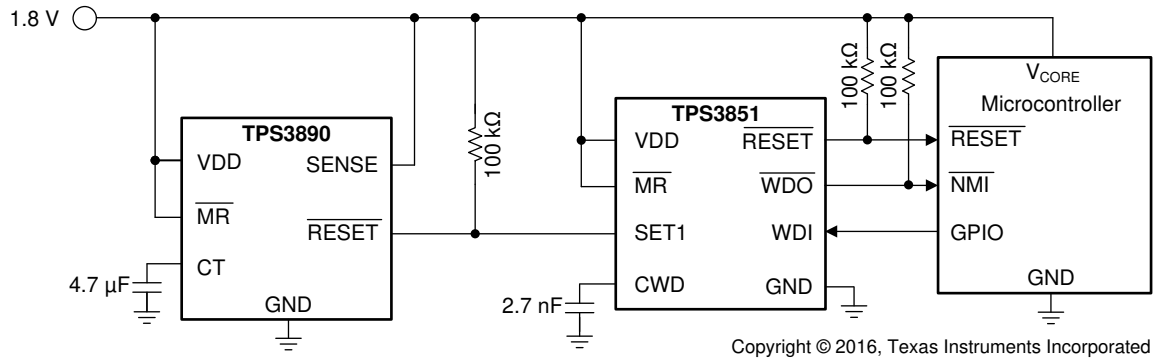 1.8 V
TPS3890
VDD
SENSE
MR
RESET
CT
GND
4.7 µF
100 kΩ
TPS3851
VDD
RESET
MR
WDO
SET1
WDI
CWD
GND
2.7 nF
100 kΩ
100 kΩ
VCORE
Microcontroller
RESET
NMI
GPIO
GND
Copyright © 2016, Texas Instruments Incorporated